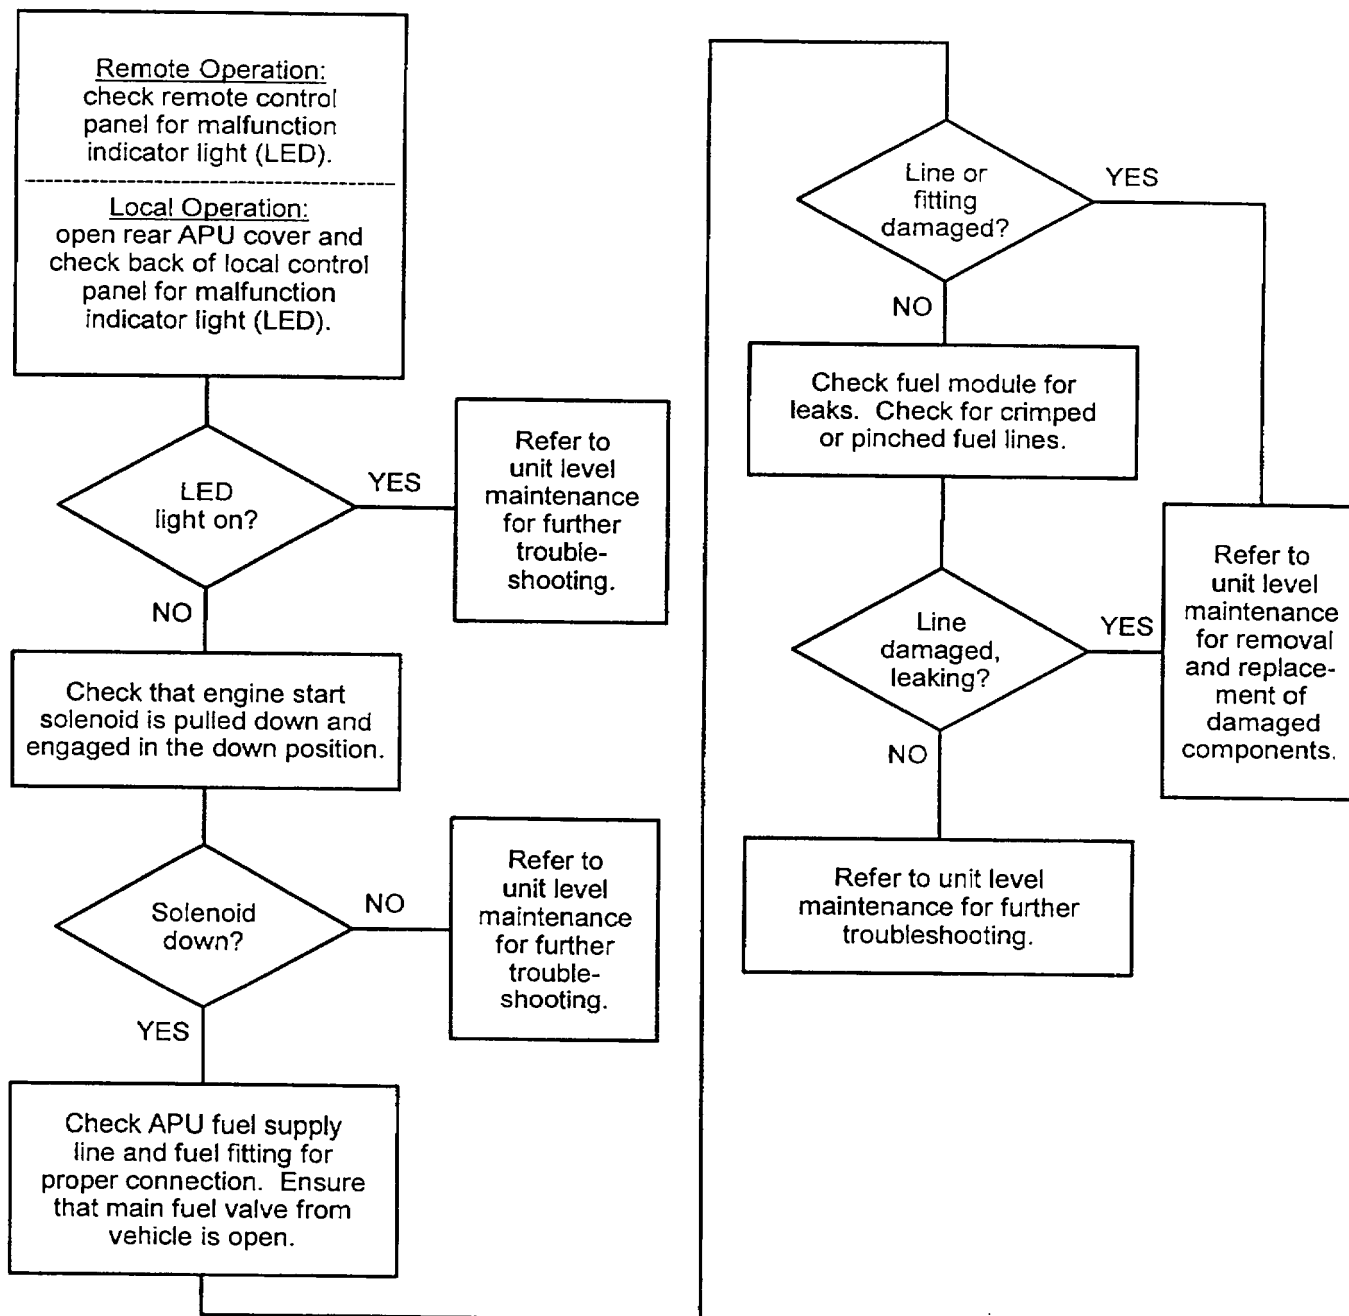 Remote Operation:
check remote control
panel for malfunction
indicator light (LED).
Local Operation:
open rear APU cover and
check back of local control
panel for malfunction
indicator light (LED).
LED
light on?
YES
Refer to
unit level
maintenance
for further
trouble-
shooting.
NO
Check that engine start
solenoid is pulled down and
engaged in the down position.
Solenoid
down?
NO
Refer to
unit level
maintenance
for further
trouble-
shooting.
YES
Check APU fuel supply
line and fuel fitting for
proper connection.  Ensure
that main fuel valve from
vehicle is open.
Line or
fitting
damaged?
YES
NO
Check fuel module for
leaks.  Check for crimped
or pinched fuel lines.
Line
damaged,
leaking?
YES
Refer to
unit level
maintenance
for removal
and replace-
ment of
damaged
components.
NO
Refer to unit level
maintenance for further
troubleshooting.